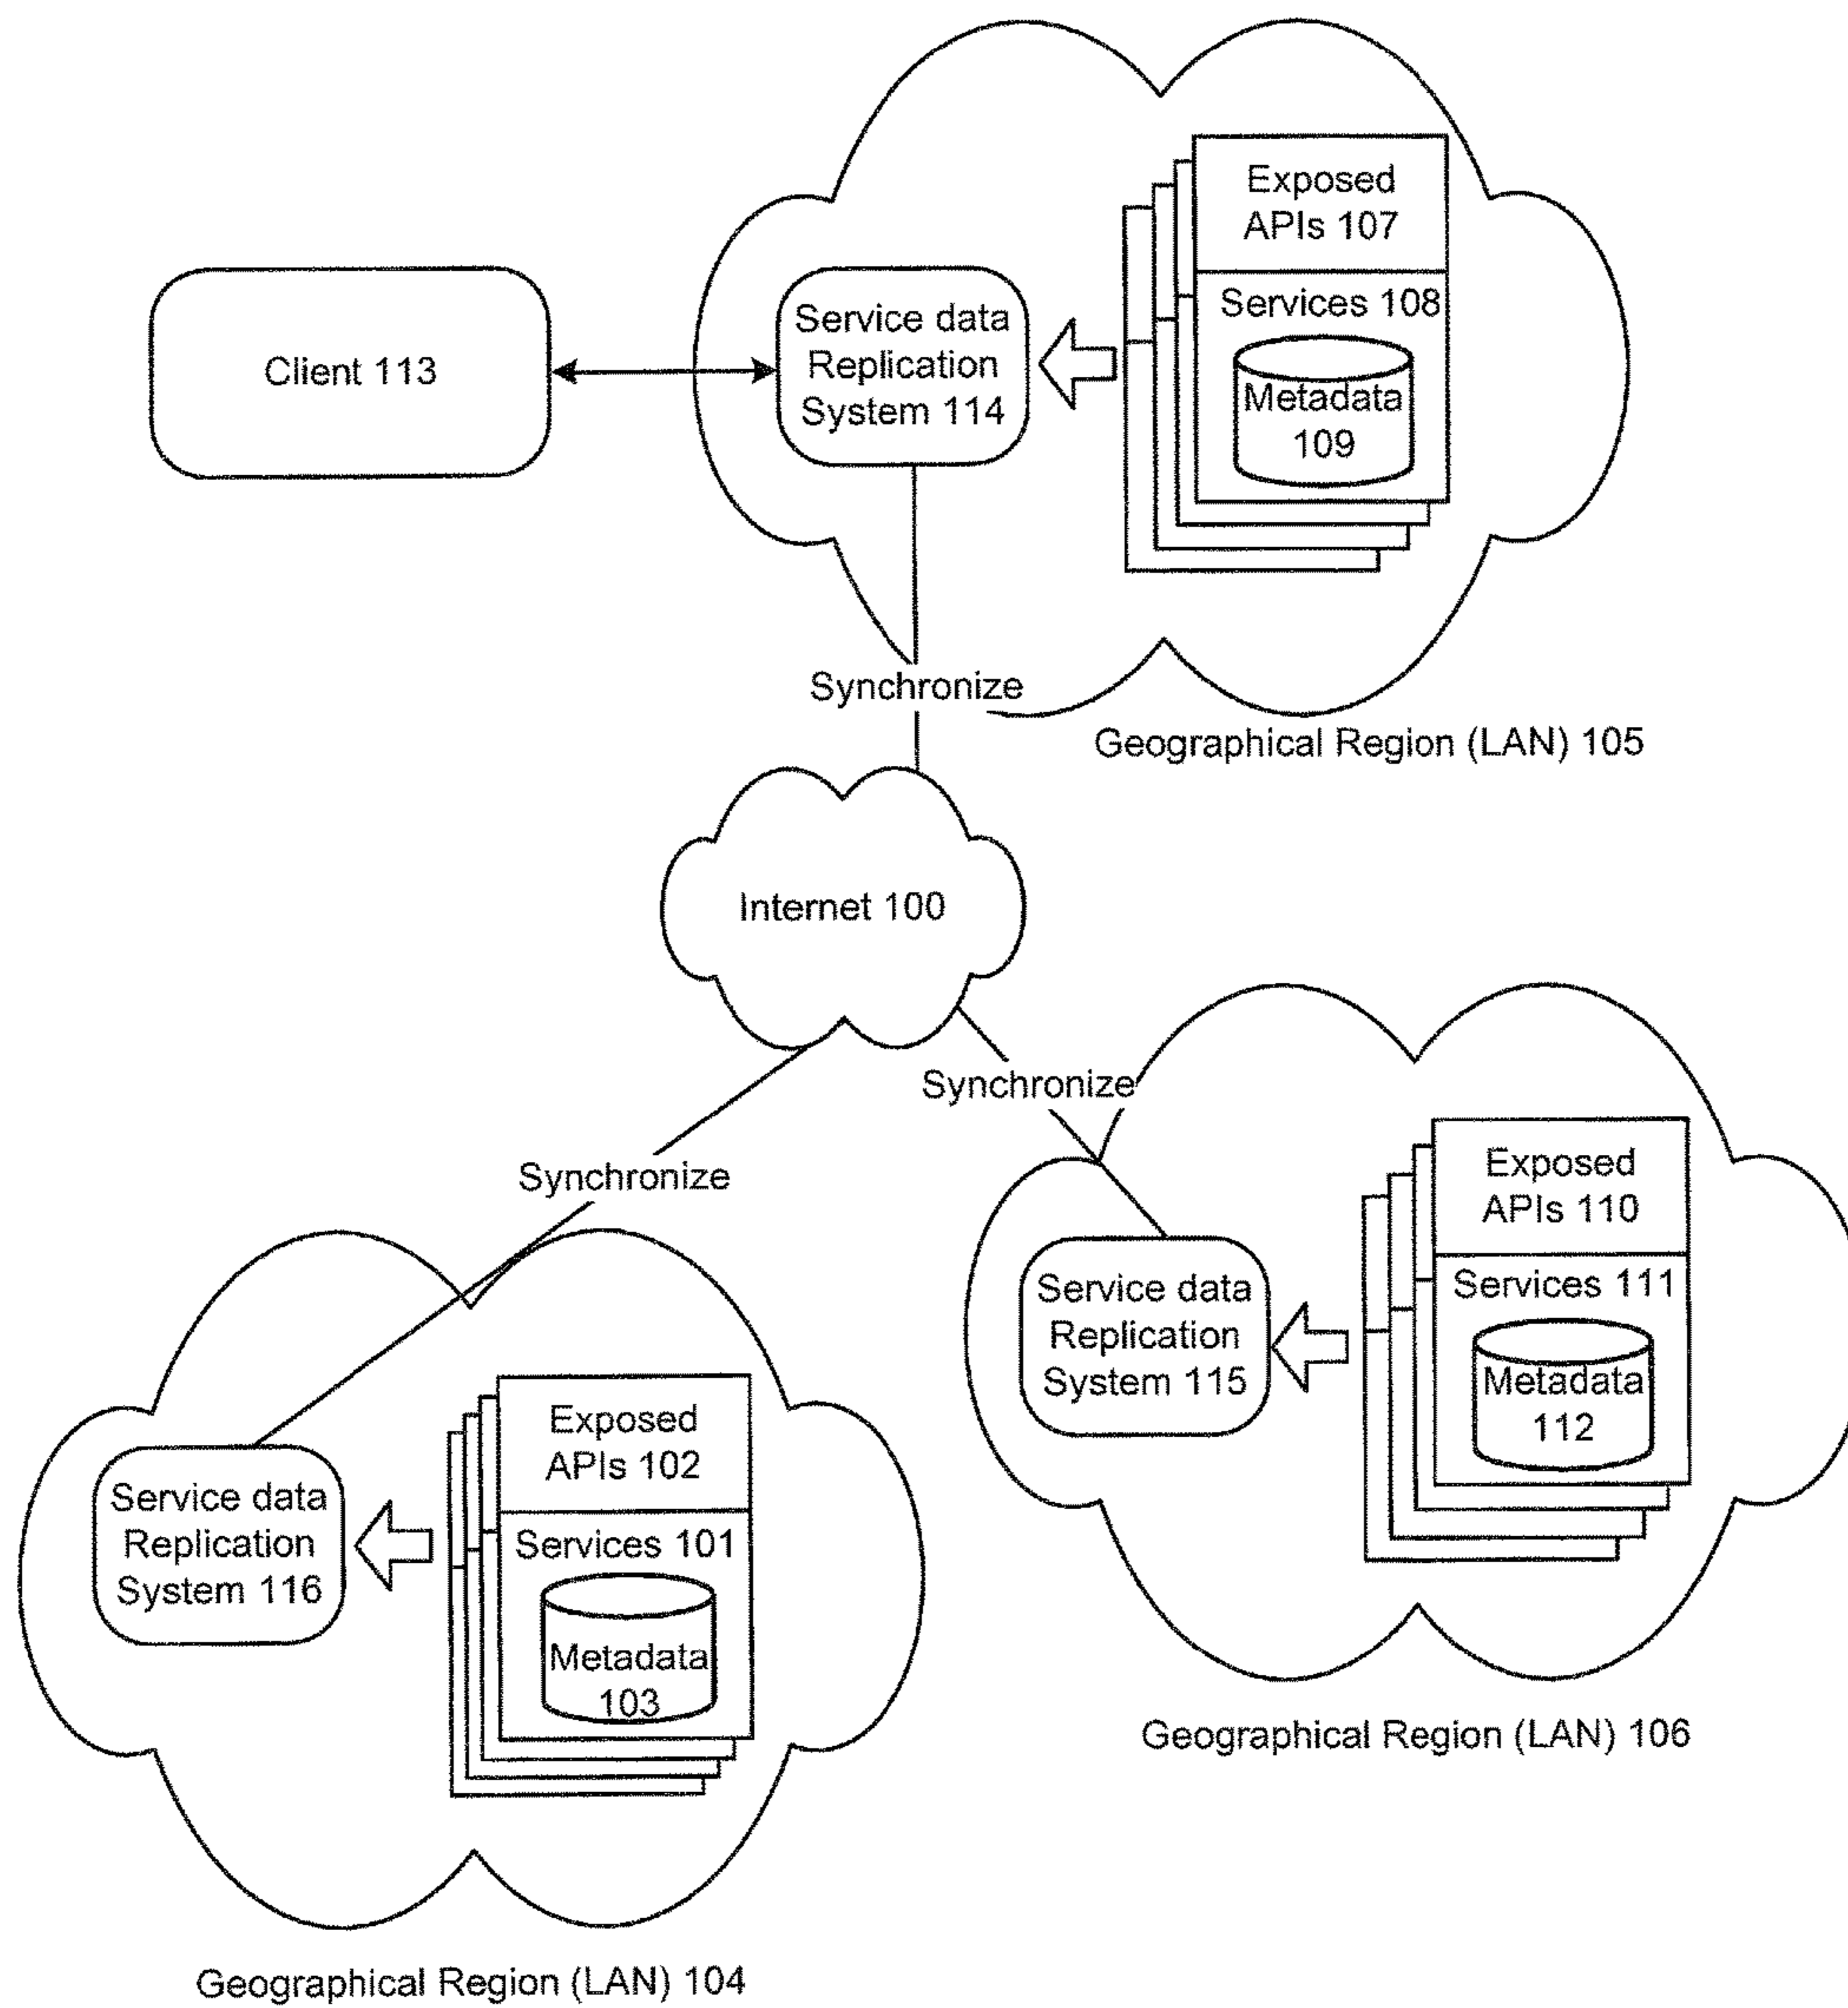 Exposed
APIs 107
Services 108
Metadata
109
Service data
Replication
System 114
Client 113
Synchronize
Geographical Region (LAN) 105
Internet 100
Synchronize
Synchronize
Exposed
APIs 110
Services 111
Metadata
112
Service data
Replication
System 115
Geographical Region (LAN) 106
Exposed
APIs 102
Services 101
Metadata
103
Service data
Replication
System 116
Geographical Region (LAN) 104